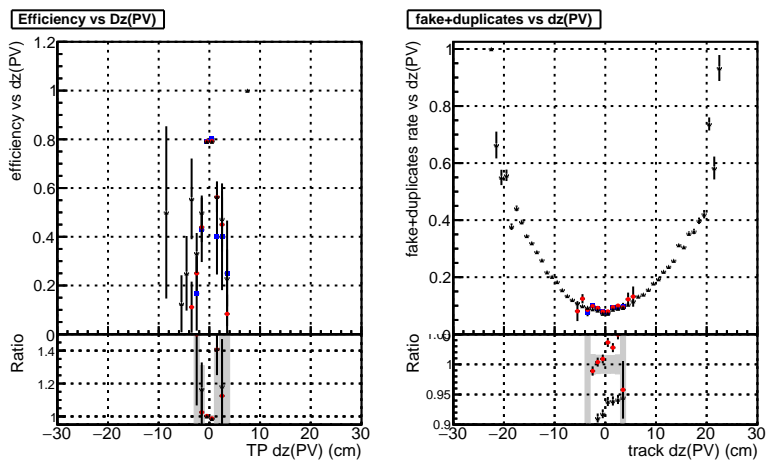 Efficiency vs Dz(PV)
efficiency vs dz(PV)
1.2
1
0.8
0.6
0.4
0.2
0
Ratio
1.4
1.2
1
−30 −20 −10 0 10 20 30
TP dz(PV) (cm)
fake+duplicates vs dz(PV)
fake+duplicates rate vs dz(PV)
1
0.8
0.6
0.4
0.2
Ratio
1
0.95
0.9
−30 −20 −10 0 10 20 30
track dz(PV) (cm)